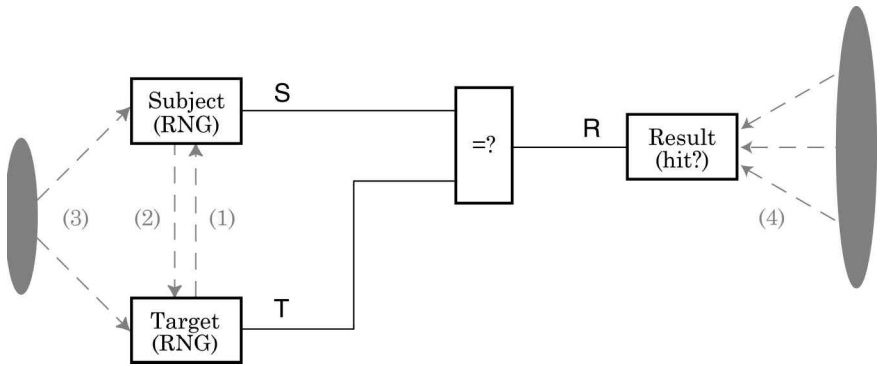 Subject
(RNG)
S
=?
R
Result
(hit?)
(3)
(2)
(1)
(4)
Target
(RNG)
T